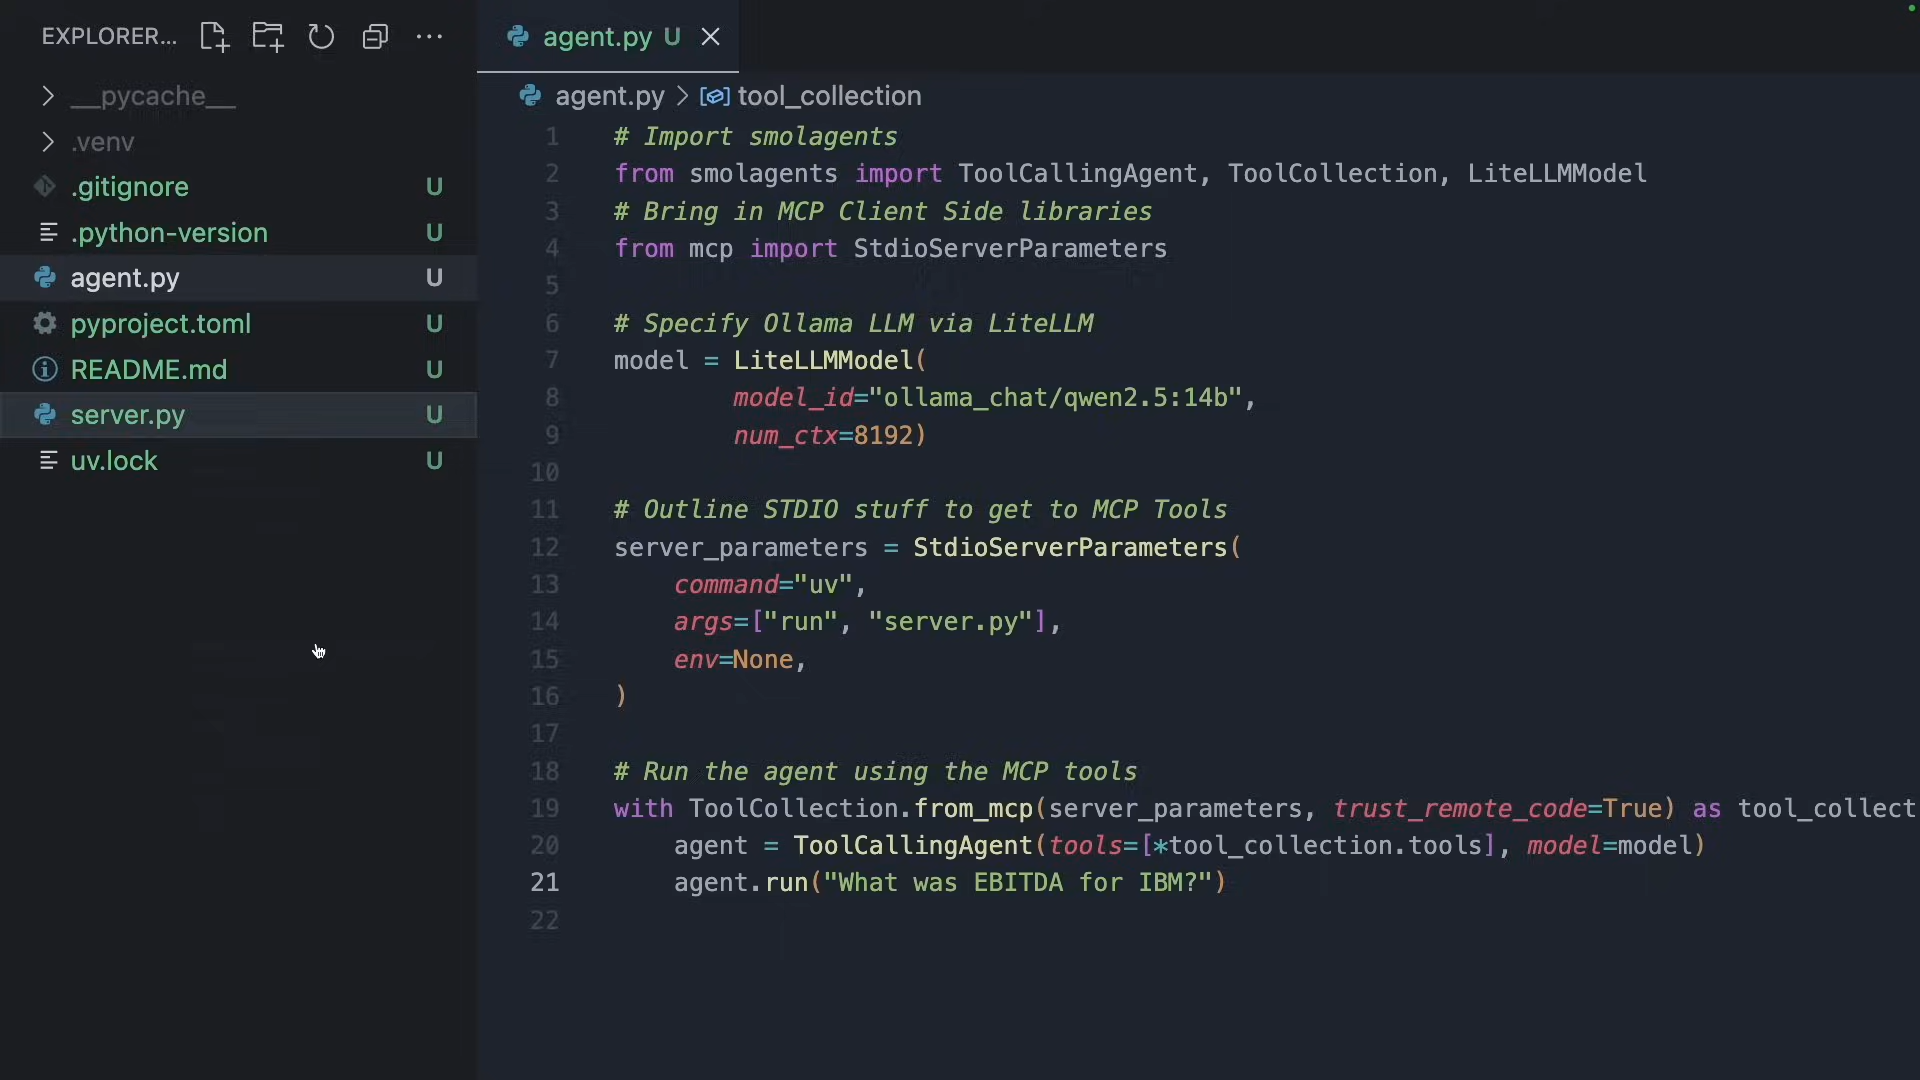 EXPLORER...
__pycache__
.venv
.gitignore U
.python-version U
agent.py U
pyproject.toml U
README.md U
server.py U
uv.lock U
agent.py U
agent.py > tool_collection
1 # Import smolagents
2 from smolagents import ToolCallingAgent, ToolCollection, LiteLLMModel
3 # Bring in MCP Client Side libraries
4 from mcp import StdioServerParameters
5
6 # Specify Ollama LLM via LiteLLM
7 model = LiteLLMModel(
8         model_id="ollama_chat/qwen2.5:14b",
9         num_ctx=8192)
10
11 # Outline STDIO stuff to get to MCP Tools
12 server_parameters = StdioServerParameters(
13     command="uv",
14     args=["run", "server.py"],
15     env=None,
16 )
17
18 # Run the agent using the MCP tools
19 with ToolCollection.from_mcp(server_parameters, trust_remote_code=True) as tool_collect
20     agent = ToolCallingAgent(tools=[*tool_collection.tools], model=model)
21     agent.run("What was EBITDA for IBM?")
22